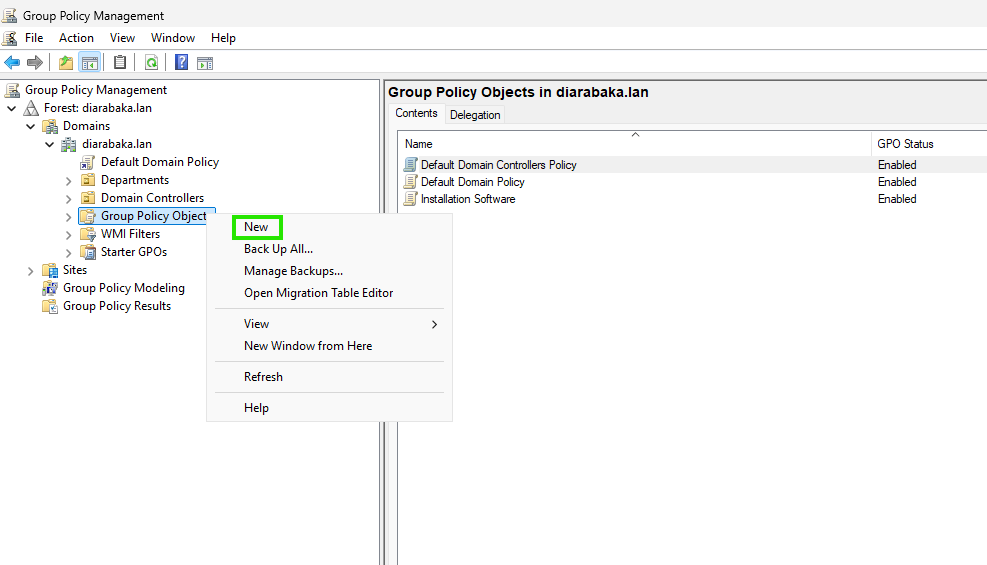 Group Policy Management
File Action View Window Help
Group Policy Management
Forest: diarabaka.lan
Domains
diarabaka.lan
Default Domain Policy
Departments
Domain Controllers
Group Policy Object
WMI Filters
Starter GPOs
Sites
Group Policy Modeling
Group Policy Results
New
Back Up All...
Manage Backups...
Open Migration Table Editor
View
New Window from Here
Refresh
Help
Group Policy Objects in diarabaka.lan
Contents Delegation
Name GPO Status
Default Domain Controllers Policy Enabled
Default Domain Policy Enabled
Installation Software Enabled